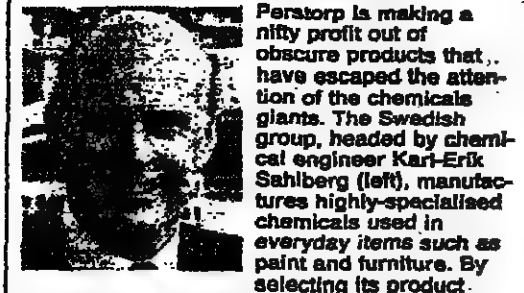 Perstorp is making a
nifty profit out of
obscure products that
have escaped the atten-
tion of the chemicals
giants. The Swedish
group, headed by chemi-
cal engineer Karl-Erik
Sahlberg (left), manufac-
tures highly-specialised
chemicals used in
everyday items such as
paint and furniture. By
selecting its product